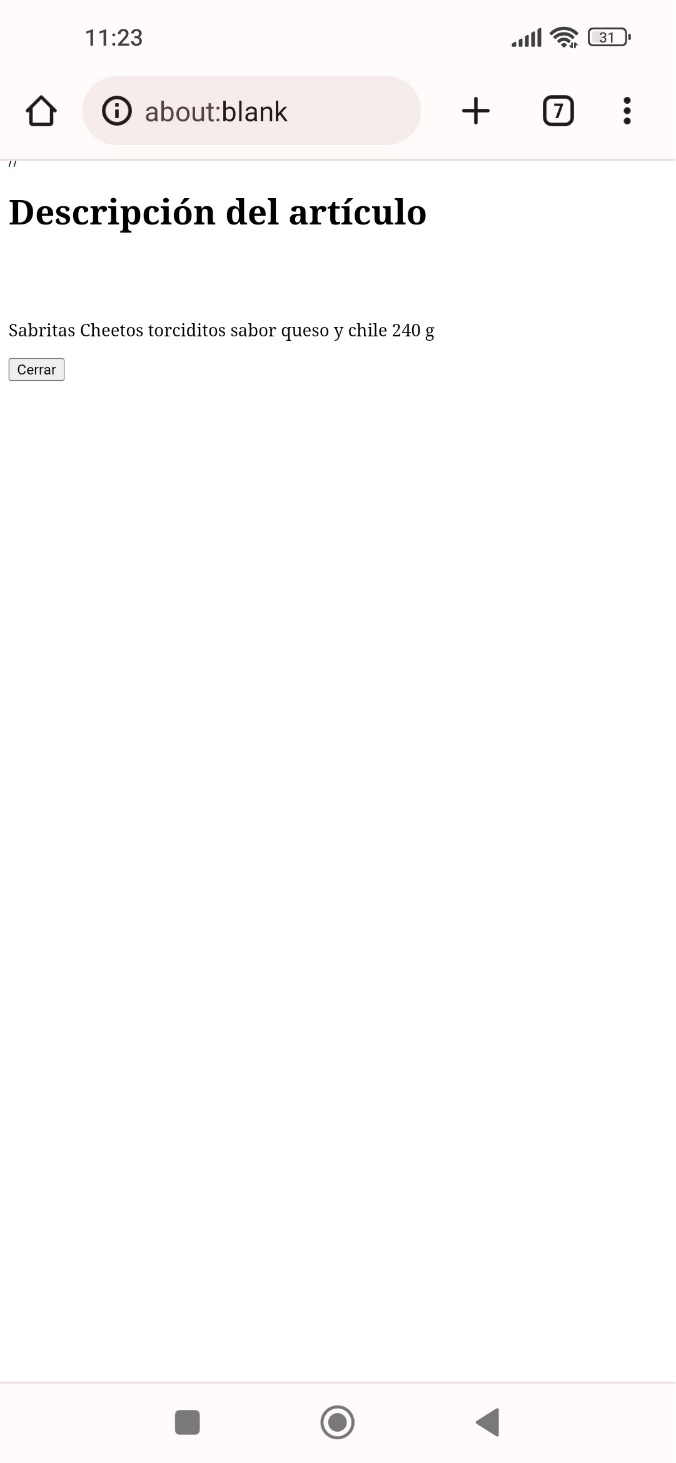 11:23
31
about:blank
7
//
Descripción del artículo
Sabritas Cheetos torciditos sabor queso y chile 240 g
Cerrar